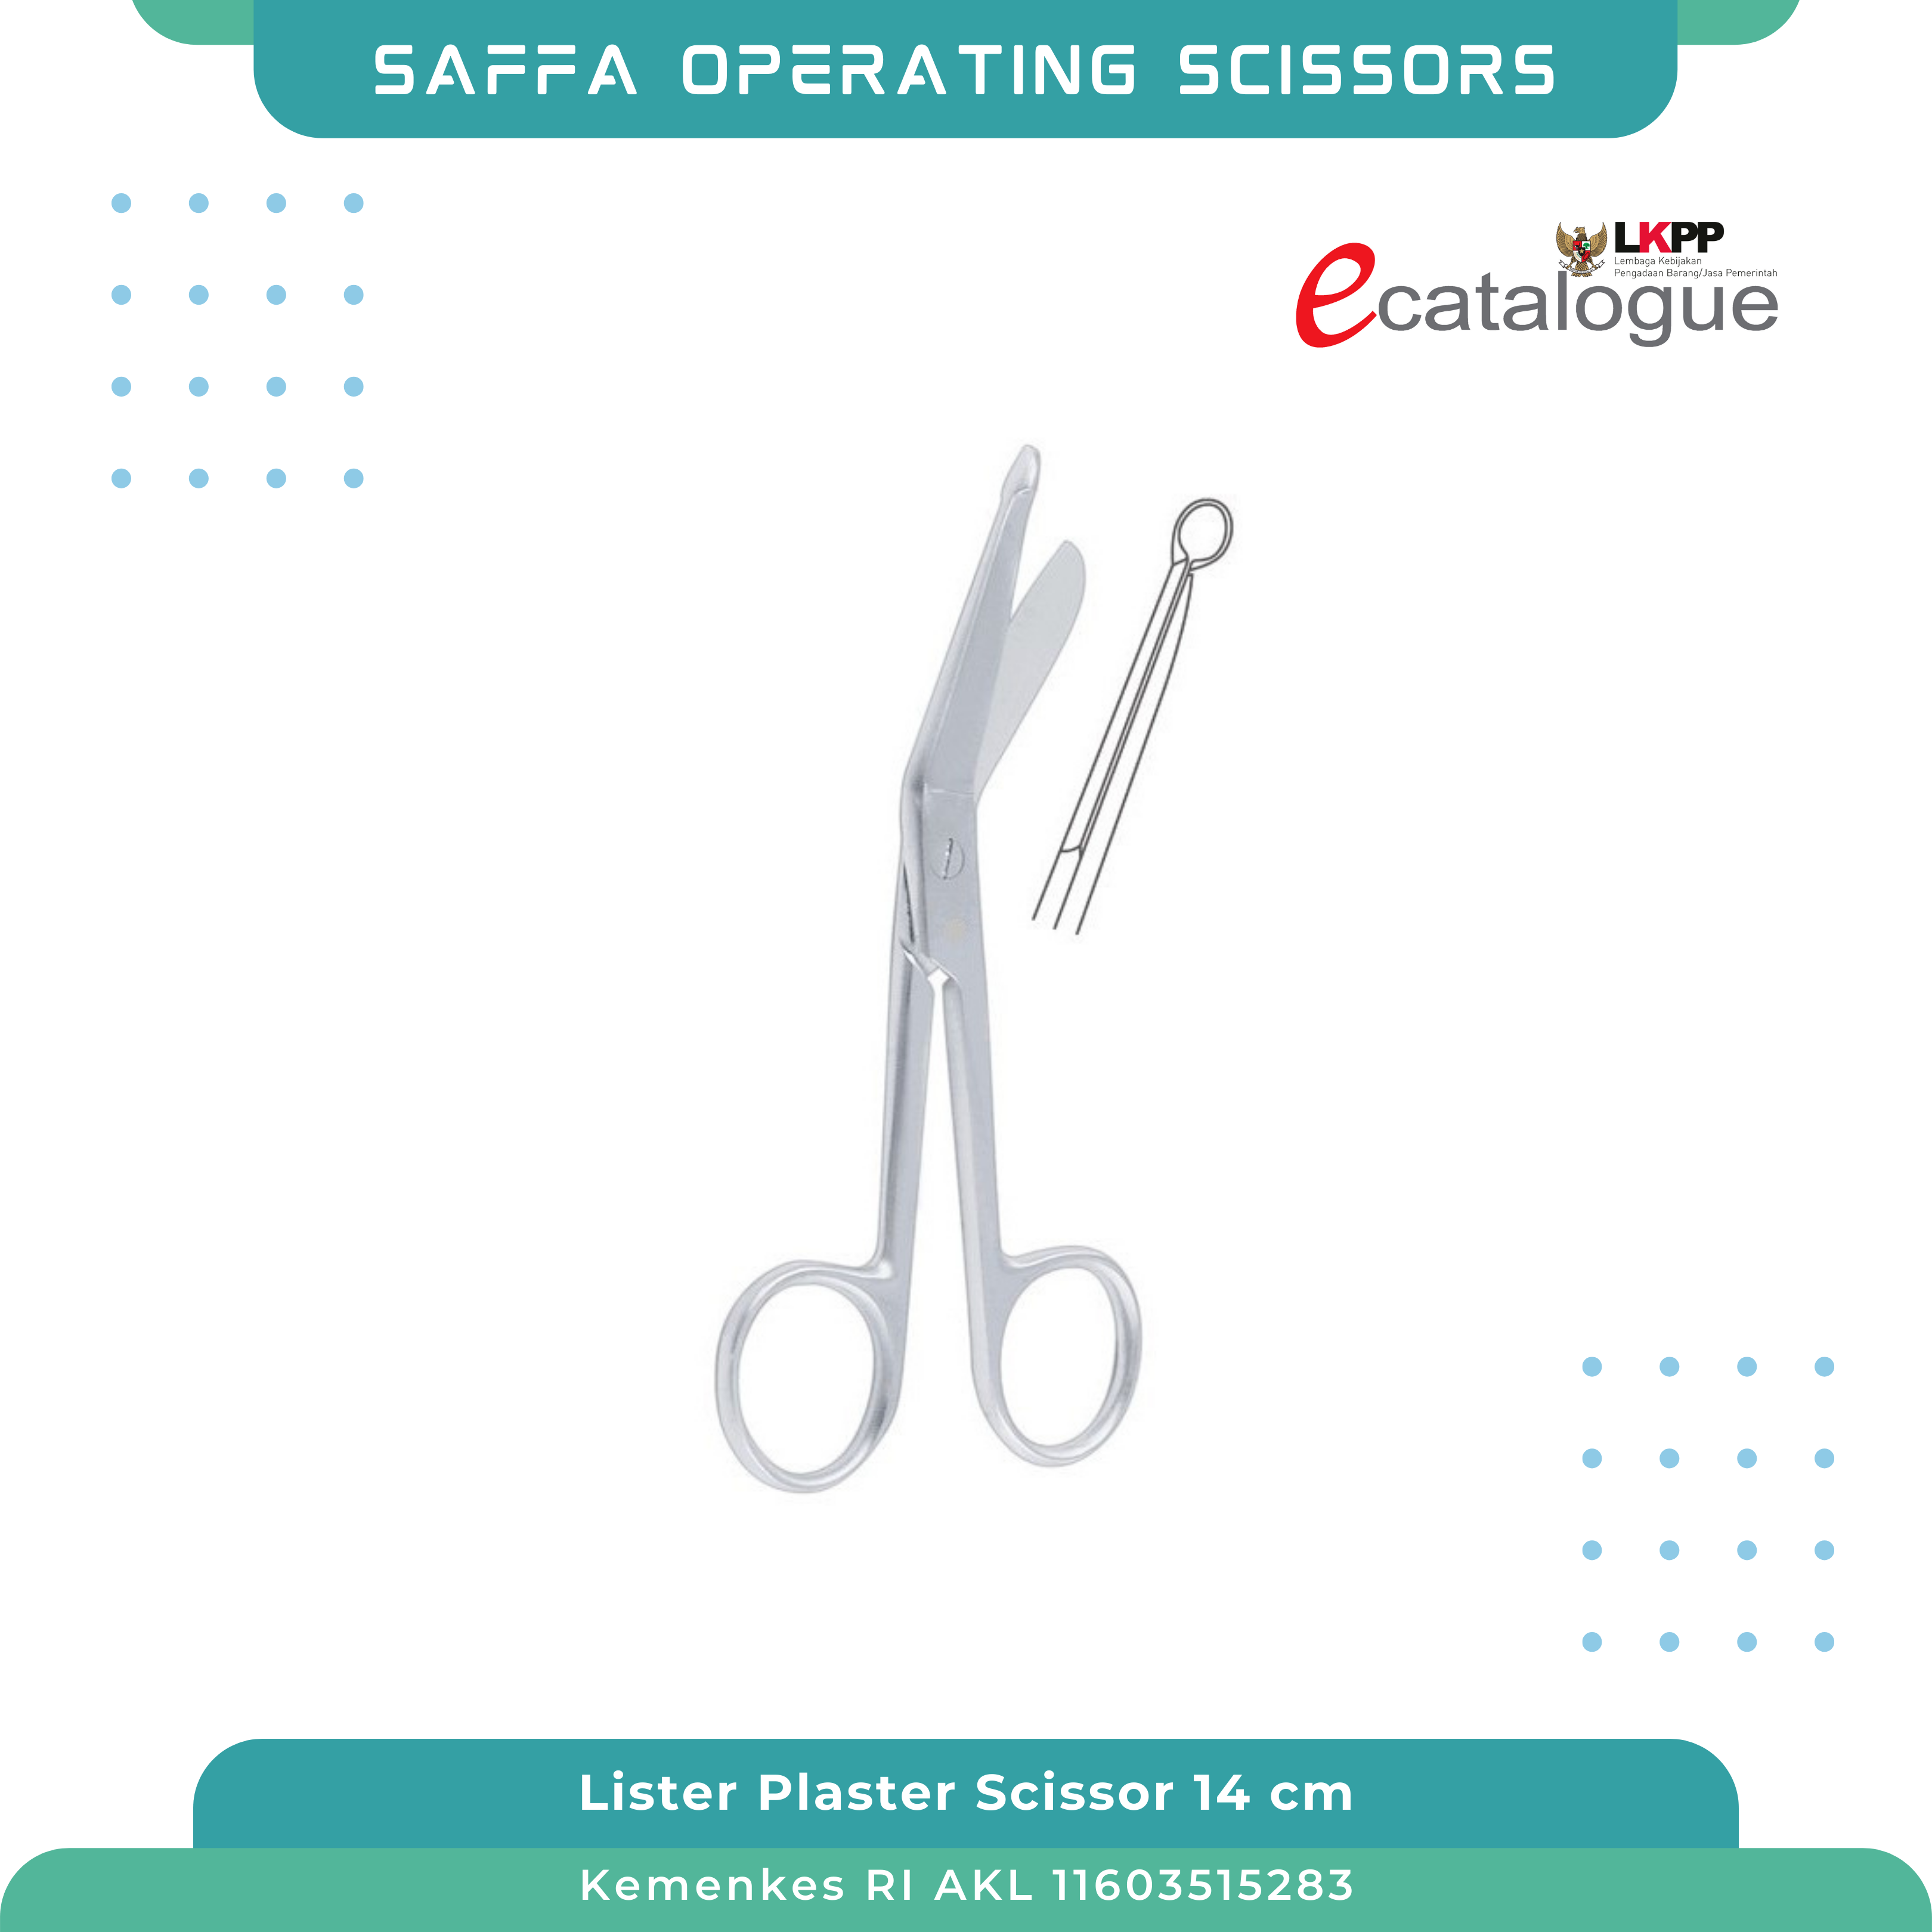 SAFFA OPERATING SCISSORS
LKPP
Lembaga Kebijakan
Pengadaan Barang/Jasa Pemerintah
ecatalogue
Lister Plaster Scissor 14 cm
Kemenkes RI AKL 11603515283